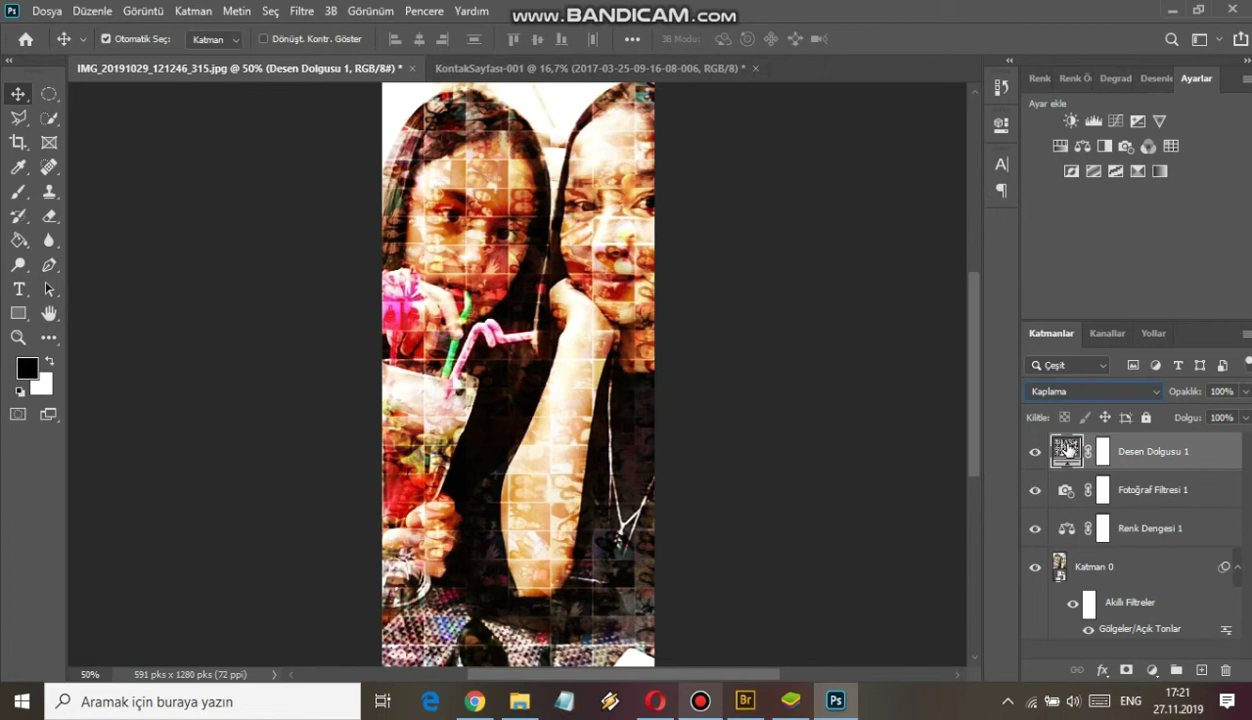 Dosya Düzenle Görüntü Katman Metin Seç Filtre 3B Görünüm Pencere Yardım
www.BANDICAM.com
Otomatik Seç: Katman Dönüşt. Kontr. Göster 3B Modu:
IMG_20191029_121246_315.jpg @ 50% (Desen Dolgusu 1, RGB/8#) * KontakSayfası-001 @ 16,7% (2017-03-25-09-16-08-006, RGB/8) *
Renk Renk Ö Degrad Desenle Ayarlar
Ayar ekle
Katmanlar Kanallar Yollar
Çeşit
Kaplama Opaklık: 100%
Kilitle: Dolgu: 100%
Desen Dolgusu 1
Fotoğraf Filtresi 1
Renk Dengesi 1
Katman 0
Akıllı Filtreler
Gölgeler/Açık Tonlar
50% 591 pks x 1280 pks (72 ppi)
Aramak için buraya yazın
ENG
17:21
27.11.2019